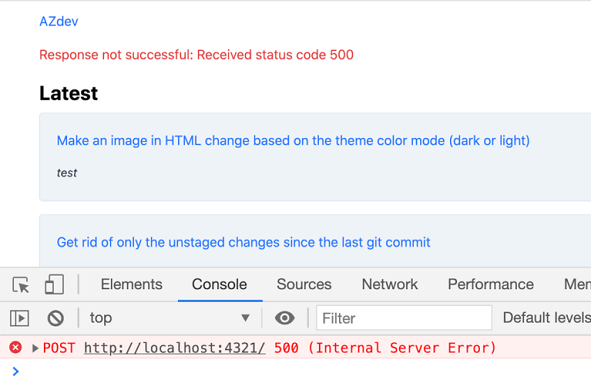 AZdev
Response not successful: Received status code 500
Latest
Make an image in HTML change based on the theme color mode (dark or light)
test
Get rid of only the unstaged changes since the last git commit
Elements Console Sources Network Performance Mem
top Filter Default levels
POST http://localhost:4321/ 500 (Internal Server Error)